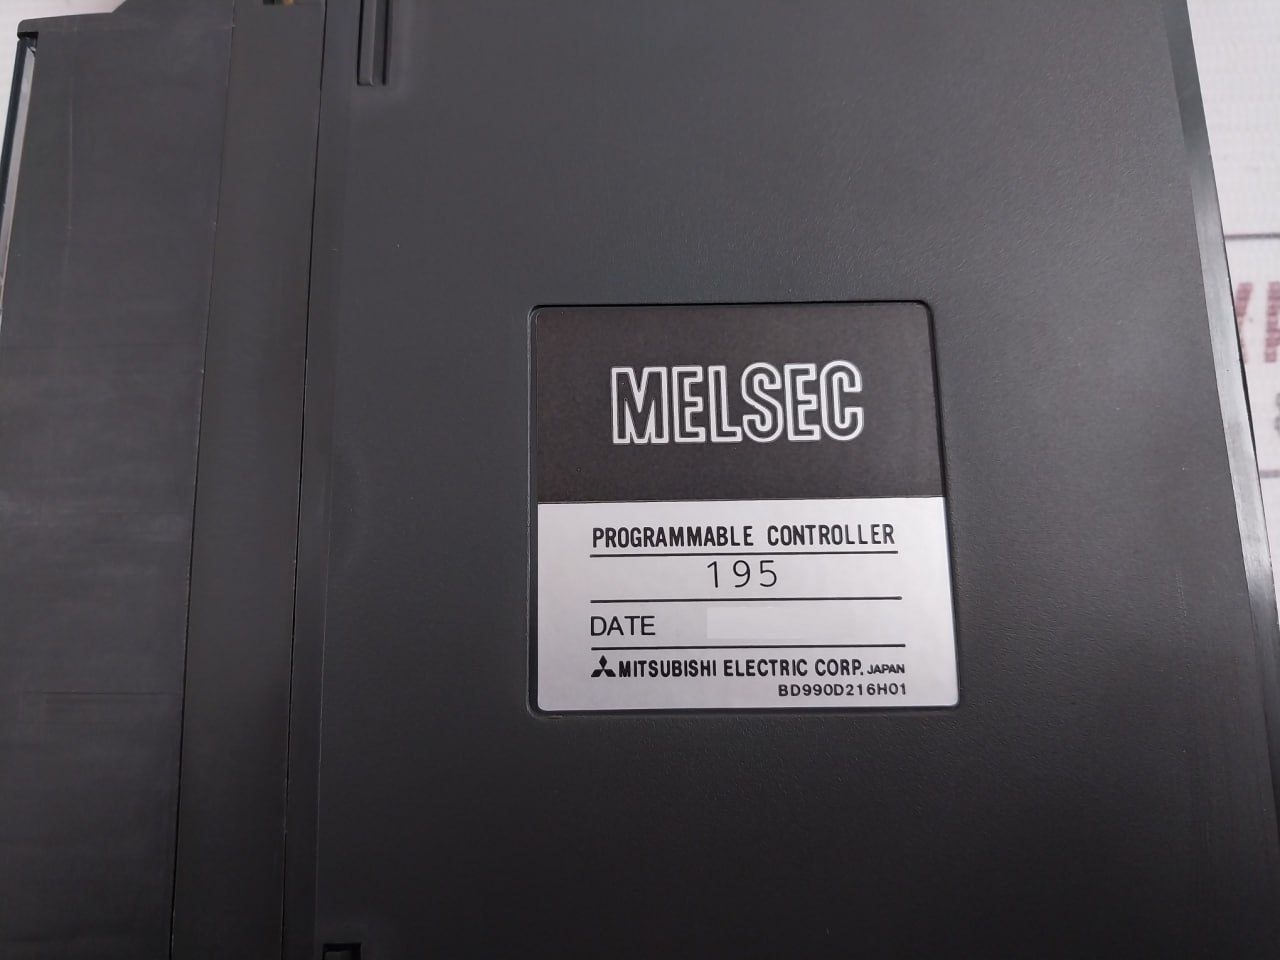 MELSEC
PROGRAMMABLE CONTROLLER
195
DATE
MITSUBISHI ELECTRIC CORP. JAPAN
BD990D216H01